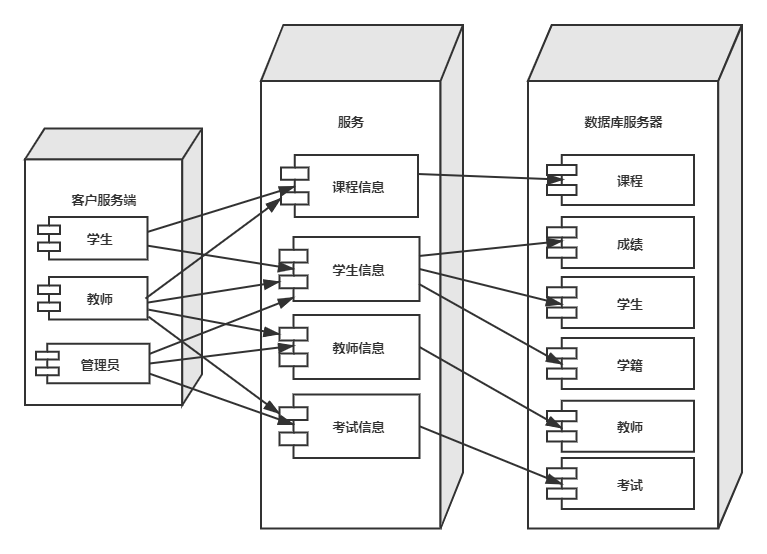 客户服务端
学生
教师
管理员
服务
课程信息
学生信息
教师信息
考试信息
数据库服务器
课程
成绩
学生
学籍
教师
考试